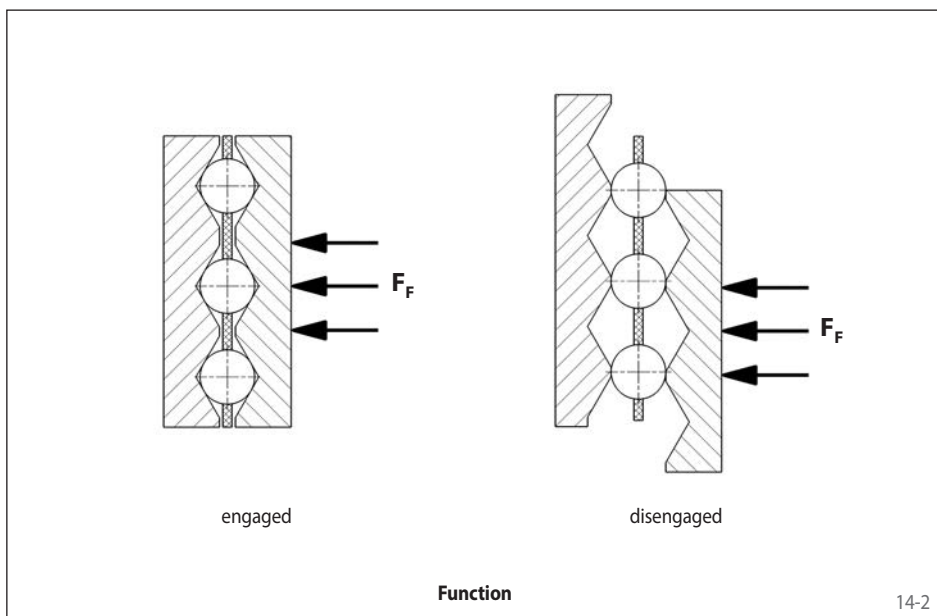 F_F
F_F
engaged
disengaged
Function
14-2